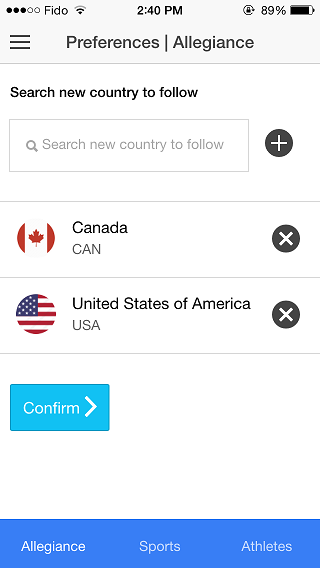 Fido 2:40 PM 89%
Preferences | Allegiance
Search new country to follow
Search new country to follow
Canada
CAN
United States of America
USA
Confirm
Allegiance Sports Athletes